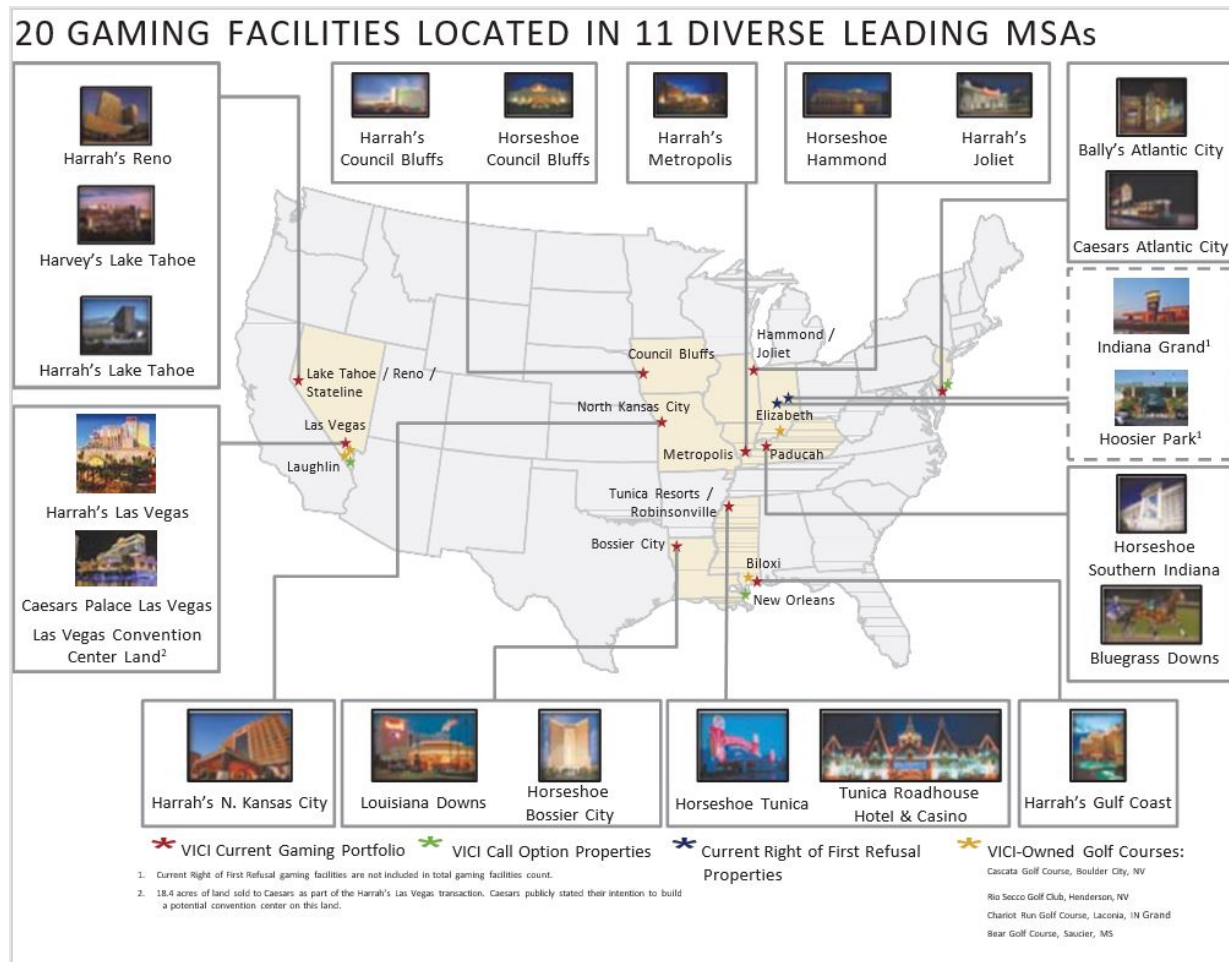 20 GAMING FACILITIES LOCATED IN 11 DIVERSE LEADING MSAs
Harrah's Reno
Harvey's Lake Tahoe
Harrah's Lake Tahoe
Harrah's
Council Bluffs
Horseshoe
Council Bluffs
Harrah's
Metropolis
Horseshoe
Hammond
Harrah's
Joliet
Bally's Atlantic City
Caesars Atlantic City
Indiana Grand¹
Hoosier Park¹
Hammond /
Joliet
Council Bluffs
Lake Tahoe / Reno /
Stateline
North Kansas City
Elizabeth
Las Vegas
Metropolis
Paducah
Laughlin
Tunica Resorts /
Robinsonville
Bossier City
Biloxi
New Orleans
Harrah's Las Vegas
Caesars Palace Las Vegas
Las Vegas Convention
Center Land²
Horseshoe
Southern Indiana
Bluegrass Downs
Harrah's N. Kansas City
Louisiana Downs
Horseshoe
Bossier City
Horseshoe Tunica
Tunica Roadhouse
Hotel & Casino
Harrah's Gulf Coast
VICI Current Gaming Portfolio
VICI Call Option Properties
Current Right of First Refusal
Properties
VICI-Owned Golf Courses:
Cascata Golf Course, Boulder City, NV
Rio Secco Golf Club, Henderson, NV
Chariot Run Golf Course, Laconia, IN Grand
Bear Golf Course, Saucier, MS
1. Current Right of First Refusal gaming facilities are not included in total gaming facilities count.
2. 18.4 acres of land sold to Caesars as part of the Harrah's Las Vegas transaction. Caesars publicly stated their intention to build
a potential convention center on this land.